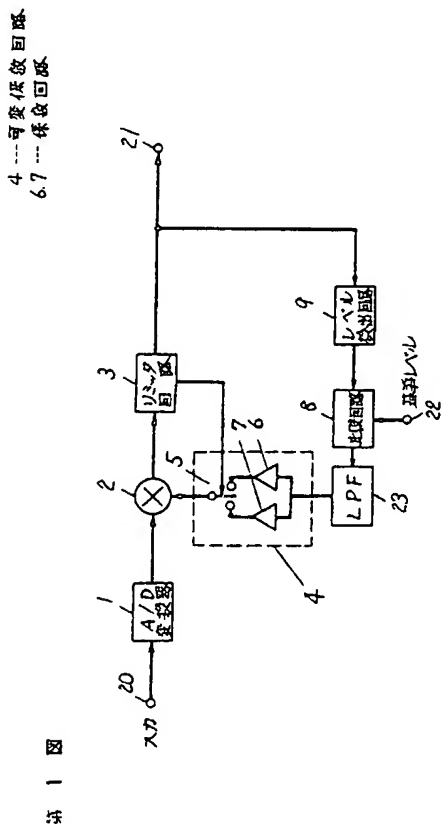 第 1 図
4 --- 可変係数回路
6.7 --- 係数回路
20
入力
1
A/D
変換器
2
3
リミッタ
回路
21
5
7
6
4
9
レベル
検出回路
8
比較回路
基準レベル
22
LPF
23